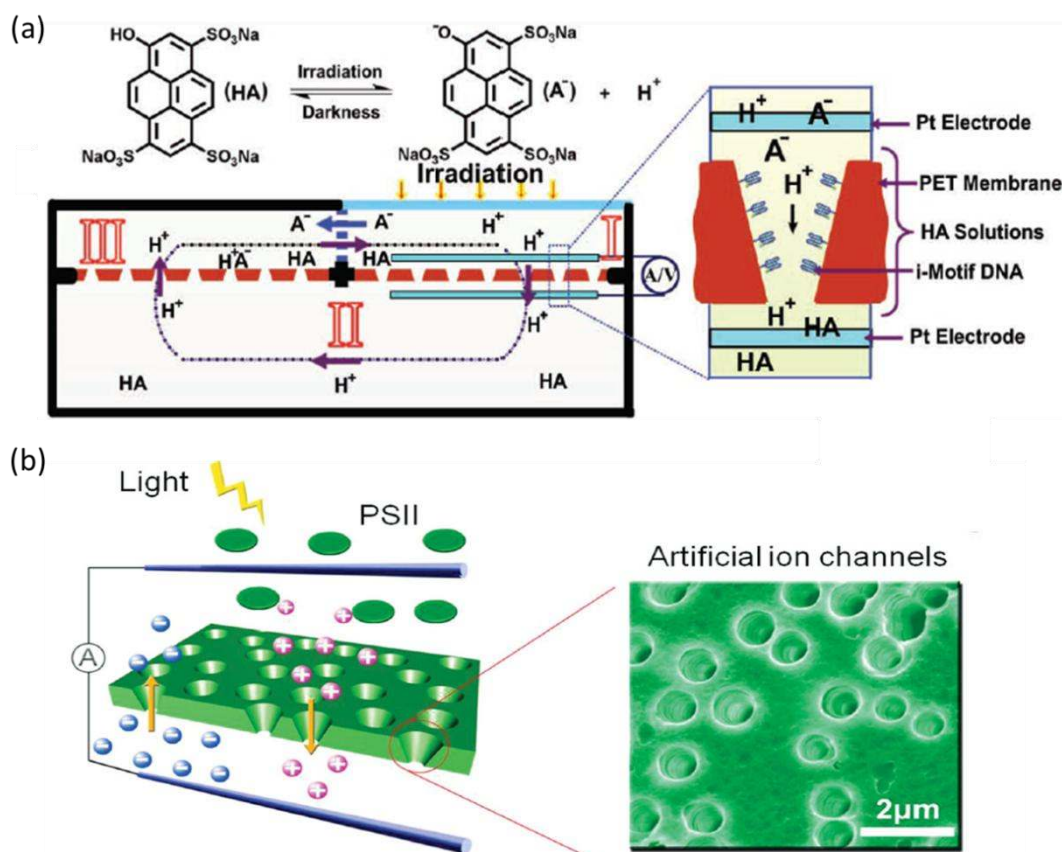 (a)
HO
SO₃Na
(HA)
NaO₃S
SO₃Na
Irradiation
Darkness
⁻O
SO₃Na
(A⁻)
+ H⁺
NaO₃S
SO₃Na
Irradiation
III
A⁻
A⁻
H⁺
I
H⁺
H⁺A⁻
HA
HA
H⁺
A/V
H⁺
II
H⁺
HA
H⁺
HA
H⁺
A⁻
A⁻
H⁺
H⁺
HA
HA
Pt Electrode
PET Membrane
HA Solutions
i-Motif DNA
Pt Electrode
(b)
Light
PSII
A
Artificial ion channels
2μm